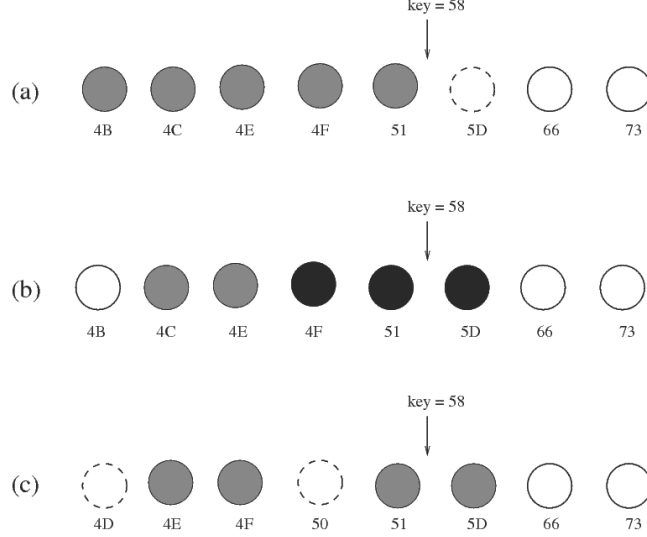 key = 58
(a)
4B 4C 4E 4F 51 5D 66 73
key = 58
(b)
4B 4C 4E 4F 51 5D 66 73
key = 58
(c)
4D 4E 4F 50 51 5D 66 73